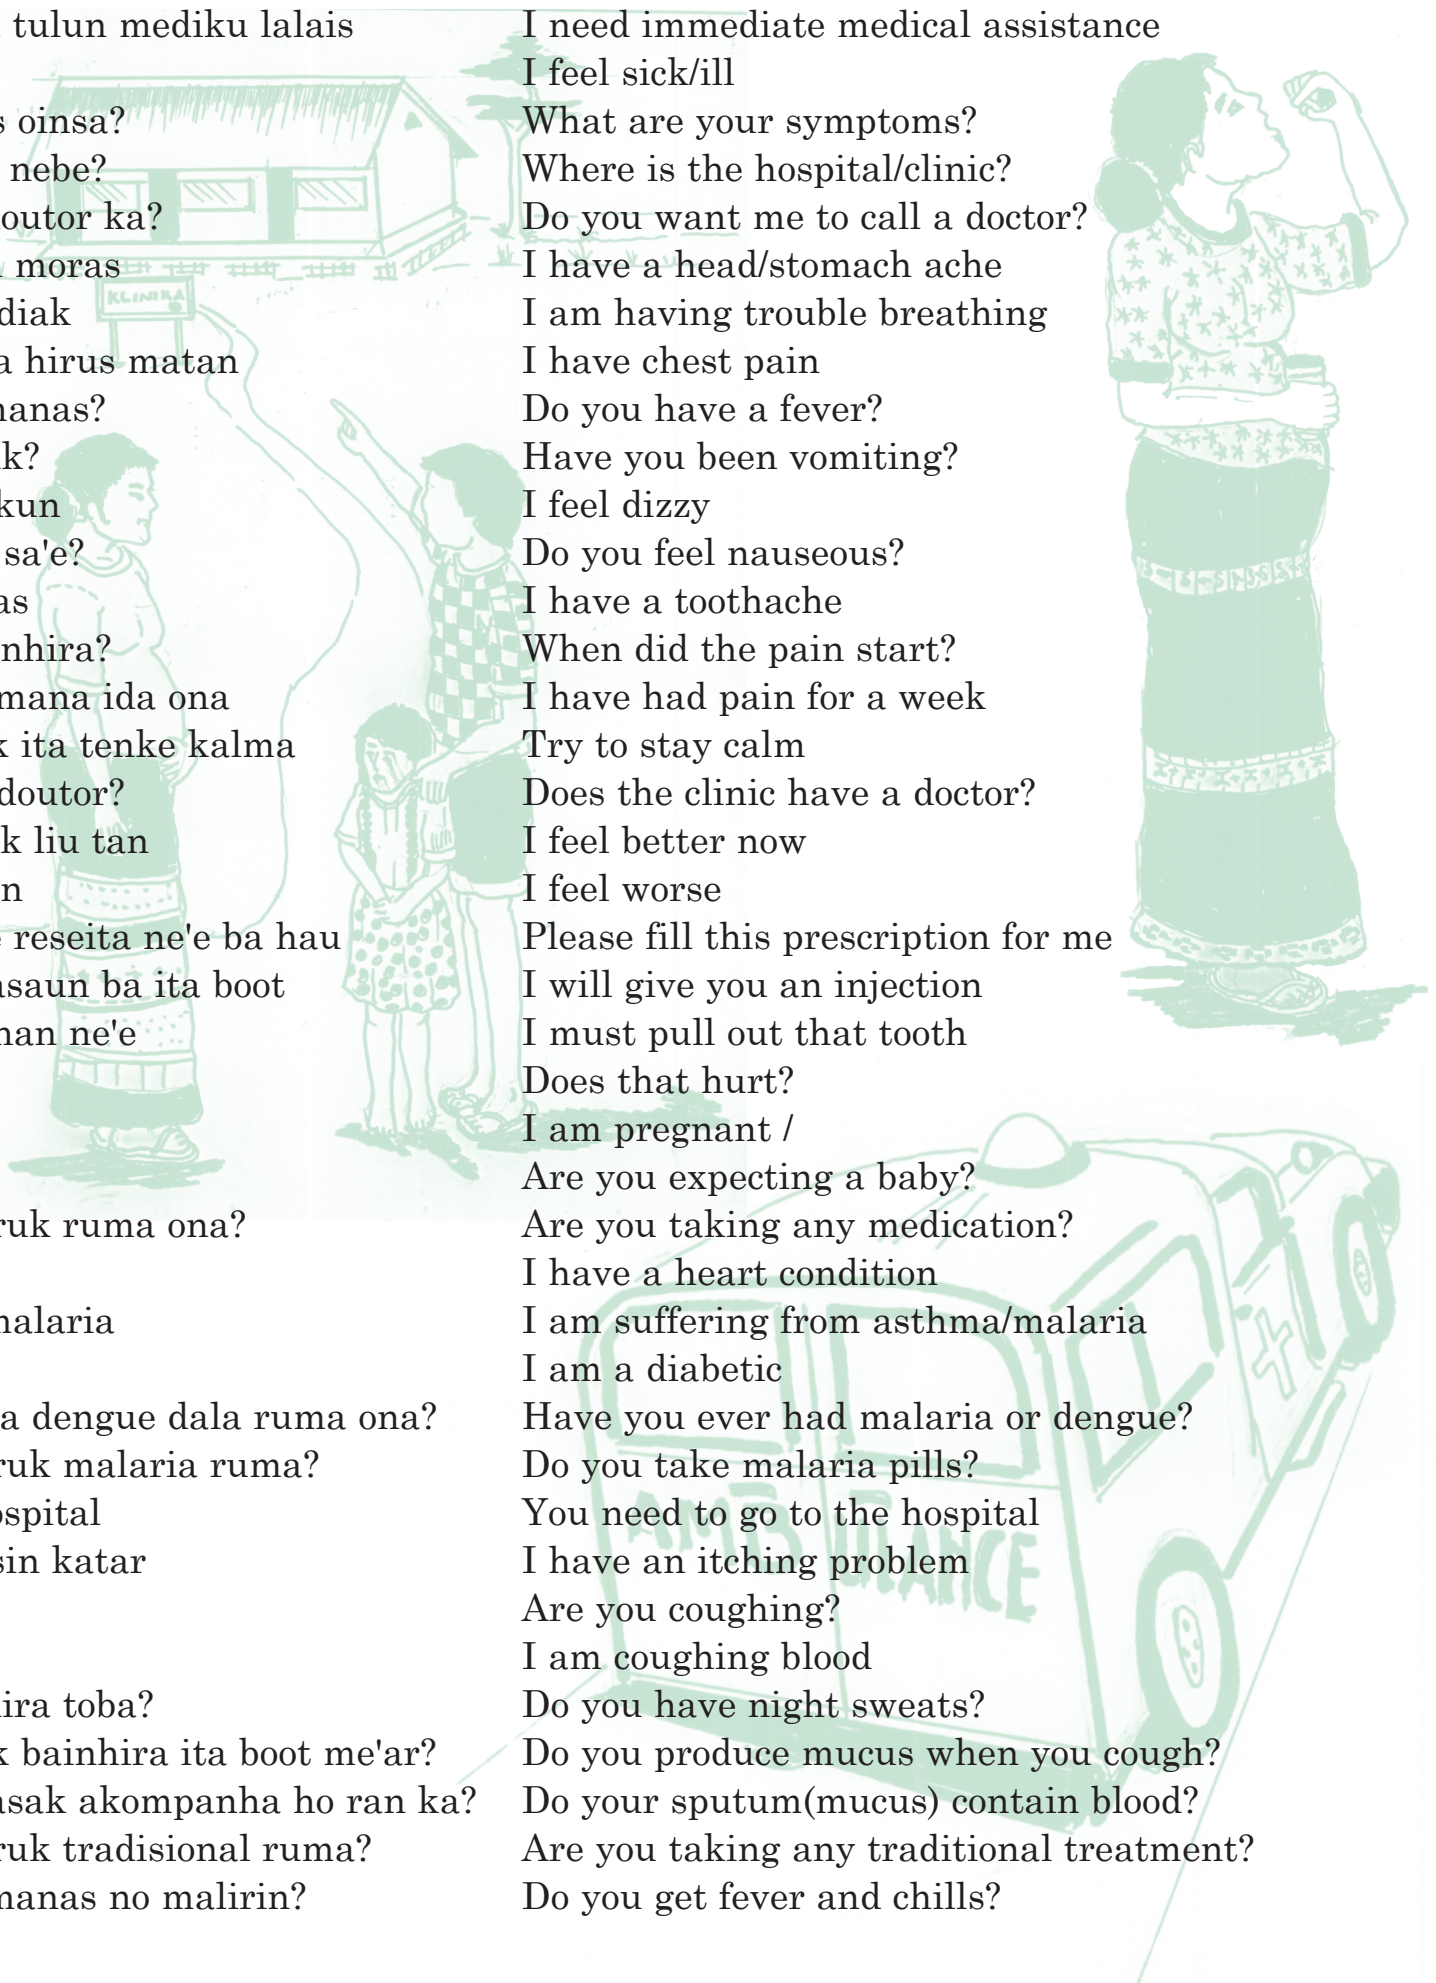 tulun mediku lalais I need immediate medical assistance
I feel sick/ill
oinsa? What are your symptoms?
nebe? Where is the hospital/clinic?
outor ka? Do you want me to call a doctor?
moras I have a head/stomach ache
diak I am having trouble breathing
a hirus matan I have chest pain
nanas? Do you have a fever?
k? Have you been vomiting?
kun I feel dizzy
sa'e? Do you feel nauseous?
as I have a toothache
nhira? When did the pain start?
mana ida ona I have had pain for a week
k ita tenke kalma Try to stay calm
doutor? Does the clinic have a doctor?
k liu tan I feel better now
n I feel worse
e reseita ne'e ba hau Please fill this prescription for me
asaun ba ita boot I will give you an injection
nan ne'e I must pull out that tooth
Does that hurt?
I am pregnant /
Are you expecting a baby?
ruk ruma ona? Are you taking any medication?
I have a heart condition
malaria I am suffering from asthma/malaria
I am a diabetic
a dengue dala ruma ona? Have you ever had malaria or dengue?
ruk malaria ruma? Do you take malaria pills?
ospital You need to go to the hospital
sin katar I have an itching problem
Are you coughing?
I am coughing blood
ira toba? Do you have night sweats?
k bainhira ita boot me'ar? Do you produce mucus when you cough?
asak akompanha ho ran ka? Do your sputum(mucus) contain blood?
ruk tradisional ruma? Are you taking any traditional treatment?
manas no malirin? Do you get fever and chills?
KLINIKA
AMBULANCE